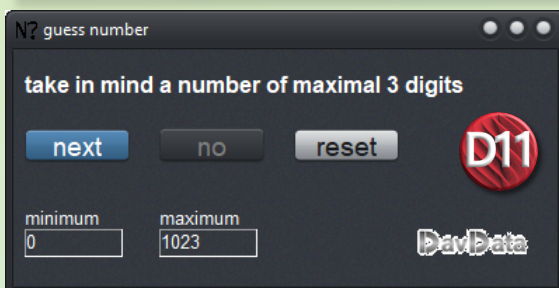 N? guess number
take in mind a number of maximal 3 digits
next no reset
D11
minimum maximum
0 1023
DavData